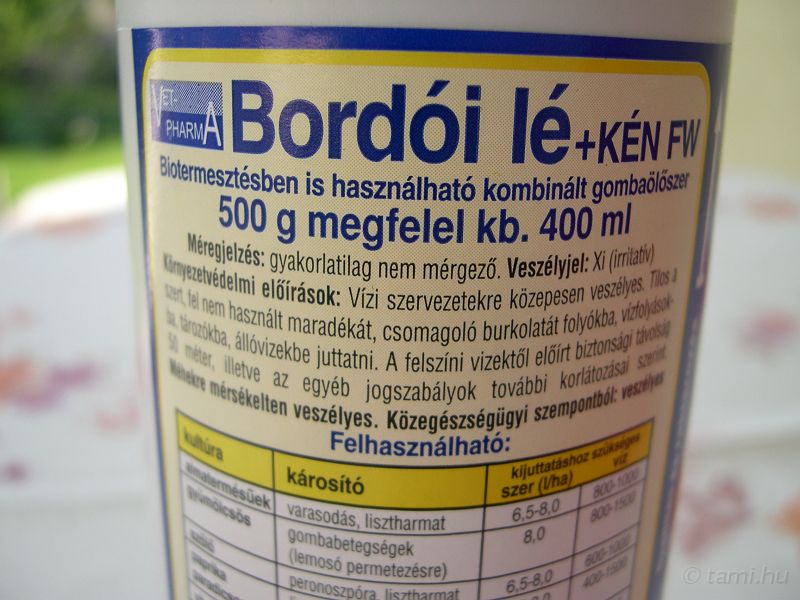 VET-
PHARMA
Bordói lé +KÉN FW
Biotermesztésben is használható kombinált gombaölőszer
500 g megfelel kb. 400 ml
Méregjelzés: gyakorlatilag nem mérgező. Veszélyjel: Xi (irritatív)
Környezetvédelmi előírások: Vízi szervezetekre közepesen veszélyes. Tilos a
szert, fel nem használt maradékát, csomagoló burkolatát folyókba, vízfolyások-
ba, tározókba, állóvizekbe juttatni. A felszíni vizektől előírt biztonsági távolság
50 méter, illetve az egyéb jogszabályok további korlátozásai szerint.
Méhekre mérsékelten veszélyes. Közegészségügyi szempontból: veszélyes
Felhasználható:
kultúra károsító kijuttatáshoz szükséges
szer (l/ha) víz
almatermésűek varasodás, lisztharmat 6,5-8,0 800-1000
gyümölcsös gombabetegségek 8,0 800-1500
(lemosó permetezésre)
szőlő peronoszpóra, lisztharmat 6,5-8,0 600-1000
paprika 400-1500
© tami.hu